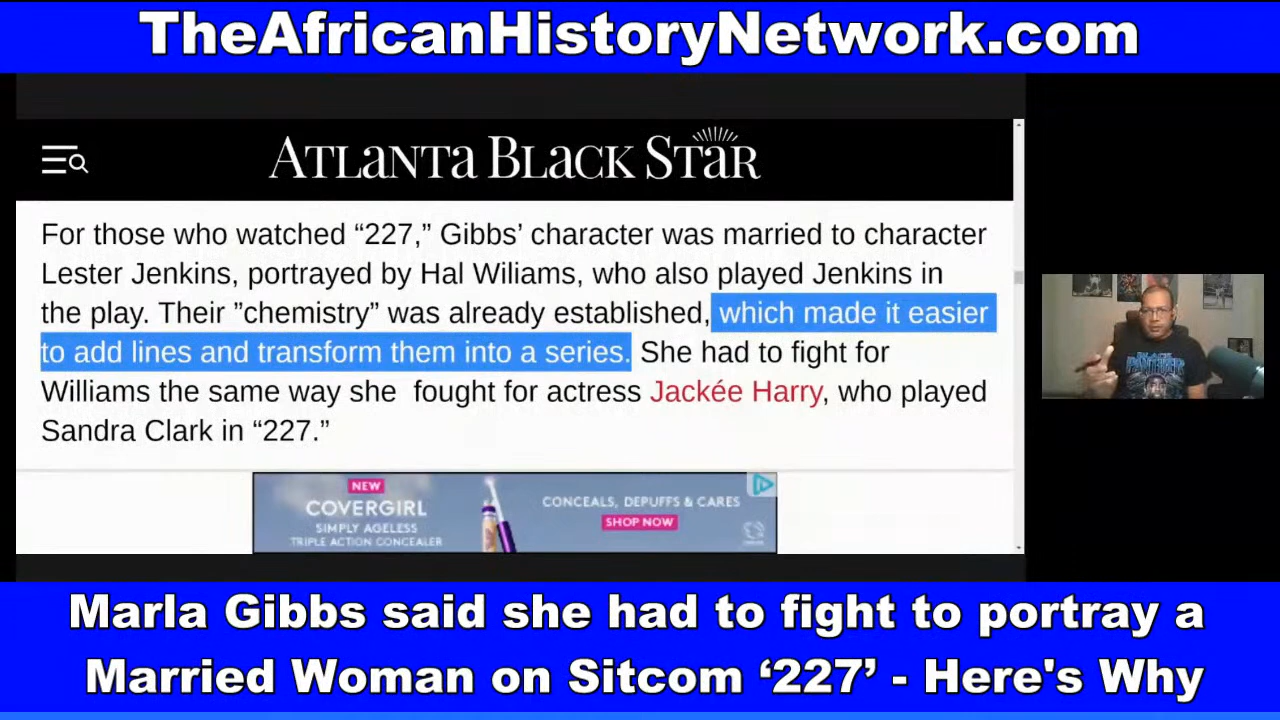 TheAfricanHistoryNetwork.com
ATLANTA BLACK STAR
For those who watched “227,” Gibbs’ character was married to character
Lester Jenkins, portrayed by Hal Wiliams, who also played Jenkins in
the play. Their ”chemistry” was already established, which made it easier
to add lines and transform them into a series. She had to fight for
Williams the same way she  fought for actress Jackée Harry, who played
Sandra Clark in “227.”
NEW
COVERGIRL
SIMPLY AGELESS
TRIPLE ACTION CONCEALER
CONCEALS, DEPUFFS & CARES
SHOP NOW
BLACK
PANTHER
Marla Gibbs said she had to fight to portray a
Married Woman on Sitcom ‘227’ - Here's Why